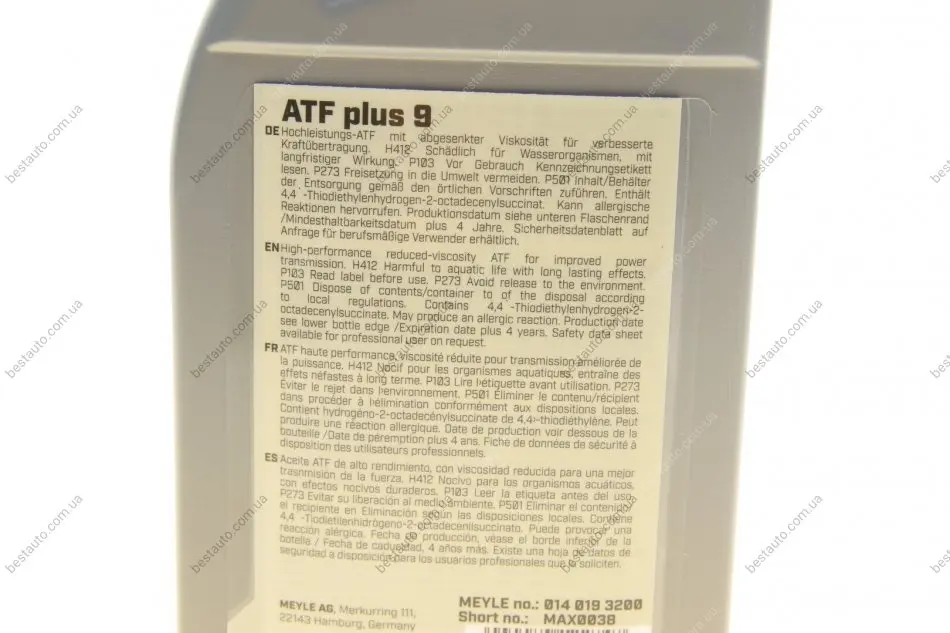 ATF plus 9
DE Hochleistungs-ATF mit abgesenkter Viskosität für verbesserte
Kraftübertragung. H412 Schädlich für Wasserorganismen, mit
langfristiger Wirkung. P103 Vor Gebrauch Kennzeichnungsetikett
lesen. P273 Freisetzung in die Umwelt vermeiden. P501 Inhalt/Behälter
der Entsorgung gemäß den örtlichen Vorschriften zuführen. Enthält
4,4 -Thiodiethylenhydrogen-2-octadecenylsuccinat. Kann allergische
Reaktionen hervorrufen. Produktionsdatum siehe unteren Flaschenrand
/Mindesthaltbarkeitsdatum plus 4 Jahre. Sicherheitsdatenblatt auf
Anfrage für berufsmäßige Verwender erhältlich.
EN High-performance reduced-viscosity ATF for improved power
transmission. H412 Harmful to aquatic life with long lasting effects.
P103 Read label before use. P273 Avoid release to the environment.
P501 Dispose of contents/container to of the disposal according
to local regulations. Contains 4,4 -Thiodiethylenhydrogen-2-
octadecenylsuccinat. May produce an allergic reaction. Production date
see lower bottle edge /Expiration date plus 4 years. Safety data sheet
available for professional user on request.
FR ATF haute performance, viscosité réduite pour transmission améliorée de
la puissance. H412 Nocif pour les organismes aquatiques, entraîne des
effets néfastes à long terme. P103 Lire l'étiquette avant utilisation. P273
Éviter le rejet dans l'environnement. P501 Éliminer le contenu/récipient
dans procéder à l'élimination conformément aux dispositions locales.
Contient hydrogéno-2-octadécénylsuccinate de 4,4-thiodiéthylène. Peut
produire une réaction allergique. Date de production voir dessous de la
bouteille /Date de péremption plus 4 ans. Fiche de données de sécurité à
disposition des utilisateurs professionnels.
ES Aceite ATF de alto rendimiento, con viscosidad reducida para una mejor
trasnmisión de la fuerza. H412 Nocivo para los organismos acuáticos,
con efectos nocivos duraderos. P103 Leer la etiqueta antes del uso.
P273 Evitar su liberación al medio ambiente. P501 Eliminar el contenido/
el recipiente en Eliminación según las disposiciones locales. Contiene
4,4 -Tiodietilenhidrógeno-2-octadecenilsuccinato. Puede provocar una
reacción alérgica. Fecha de producción, véase el borde inferior de la
botella / Fecha de caducidad, 4 años más. Existe una hoja de datos de
seguridad a disposición para los usuarios profesionales que lo soliciten.
MEYLE AG, Merkurring 111,
22143 Hamburg, Germany
MEYLE no.: 014 019 3200
Short no.: MAX0038
bestauto.com.ua